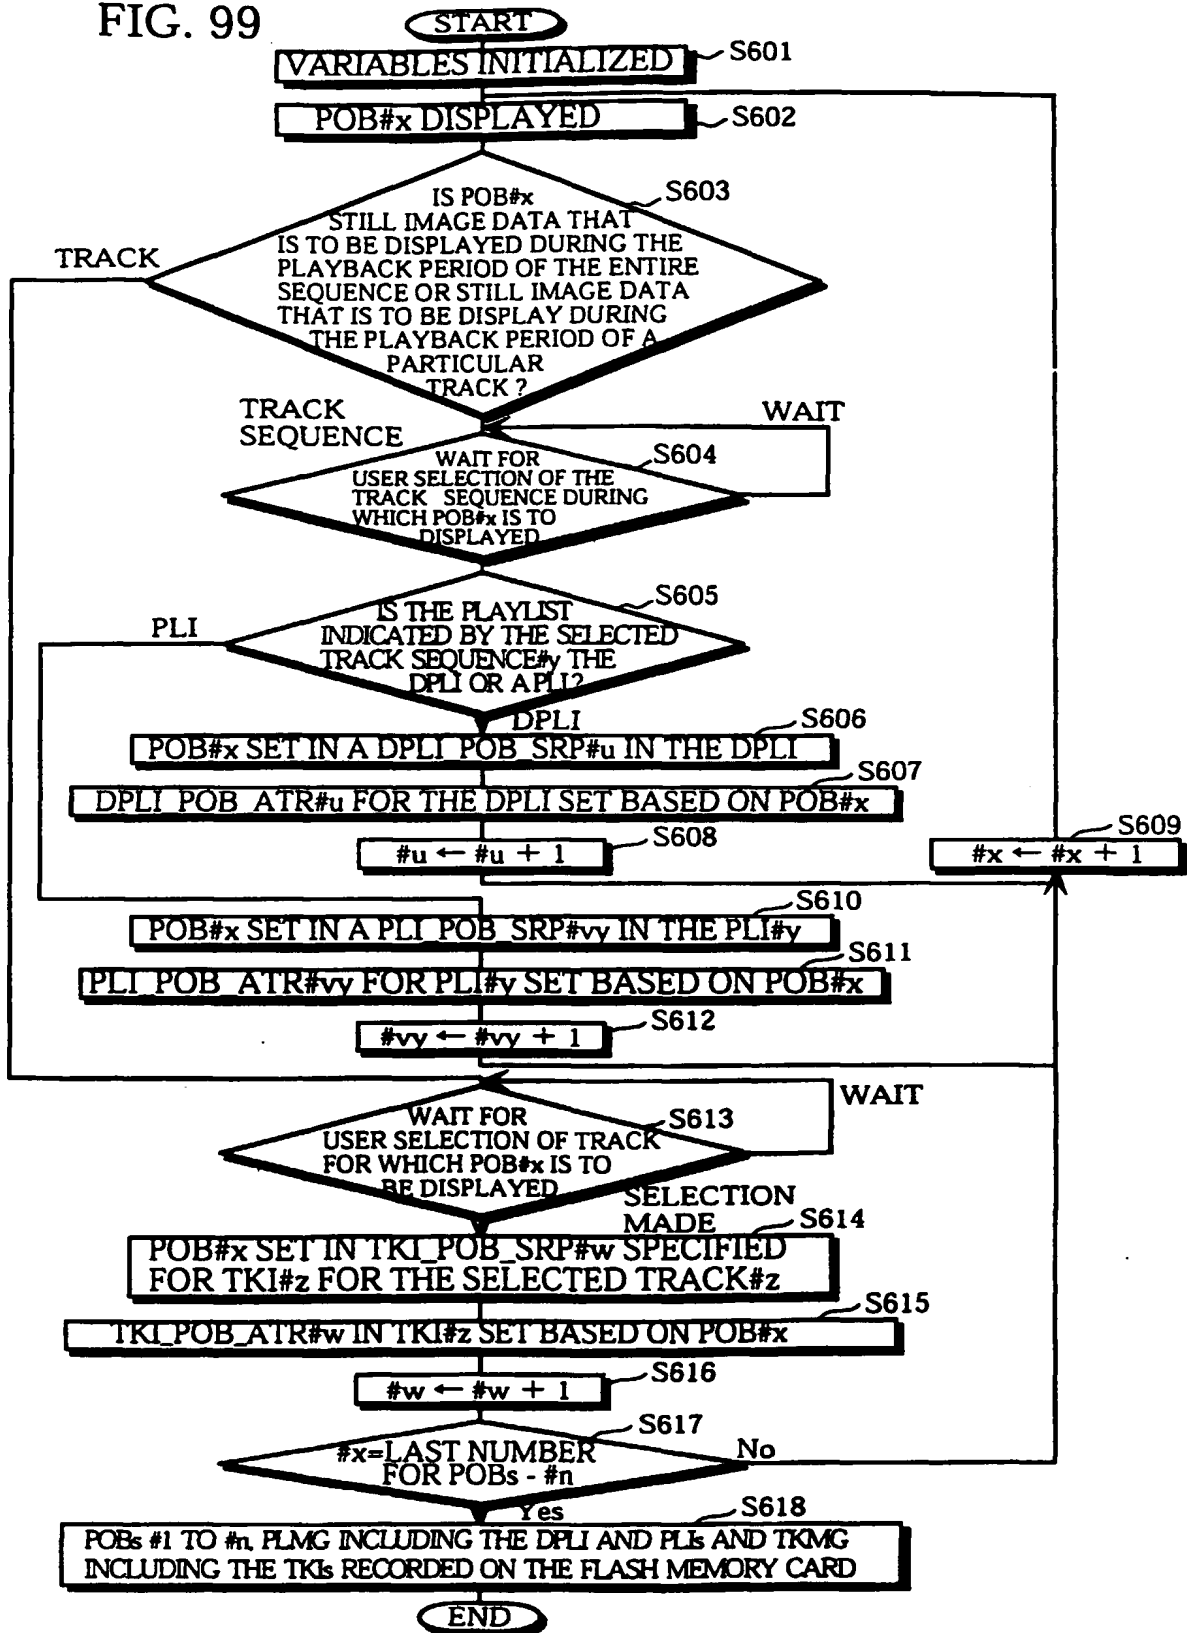 FIG. 99
START
VARIABLES INITIALIZED
S601
POB#x DISPLAYED
S602
IS POB#x
STILL IMAGE DATA THAT
IS TO BE DISPLAYED DURING THE
PLAYBACK PERIOD OF THE ENTIRE
SEQUENCE OR STILL IMAGE DATA
THAT IS TO BE DISPLAY DURING
THE PLAYBACK PERIOD OF A
PARTICULAR
TRACK ?
S603
TRACK
TRACK
SEQUENCE
WAIT
WAIT FOR
USER SELECTION OF THE
TRACK SEQUENCE DURING
WHICH POB#x IS TO
DISPLAYED
S604
IS THE PLAYLIST
INDICATED BY THE SELECTED
TRACK SEQUENCE#y THE
DPLI OR A PLI?
S605
PLI
DPLI
S606
POB#x SET IN A DPLI_POB_SRP#u IN THE DPLI
S607
DPLI_POB_ATR#u FOR THE DPLI SET BASED ON POB#x
S608
#u ← #u + 1
S609
#x ← #x + 1
S610
POB#x SET IN A PLI_POB_SRP#vy IN THE PLI#y
S611
PLI_POB_ATR#vy FOR PLI#y SET BASED ON POB#x
S612
#vy ← #vy + 1
WAIT
WAIT FOR
USER SELECTION OF TRACK
FOR WHICH POB#x IS TO
BE DISPLAYED
S613
SELECTION
MADE
S614
POB#x SET IN TKI_POB_SRP#w SPECIFIED
FOR TKI#z FOR THE SELECTED TRACK#z
S615
TKI_POB_ATR#w IN TKI#z SET BASED ON POB#x
S616
#w ← #w + 1
S617
#x=LAST NUMBER
FOR POBs - #n
No
Yes
S618
POBs #1 TO #n, PLMG INCLUDING THE DPLI AND PLIs AND TKMG
INCLUDING THE TKIs RECORDED ON THE FLASH MEMORY CARD
END